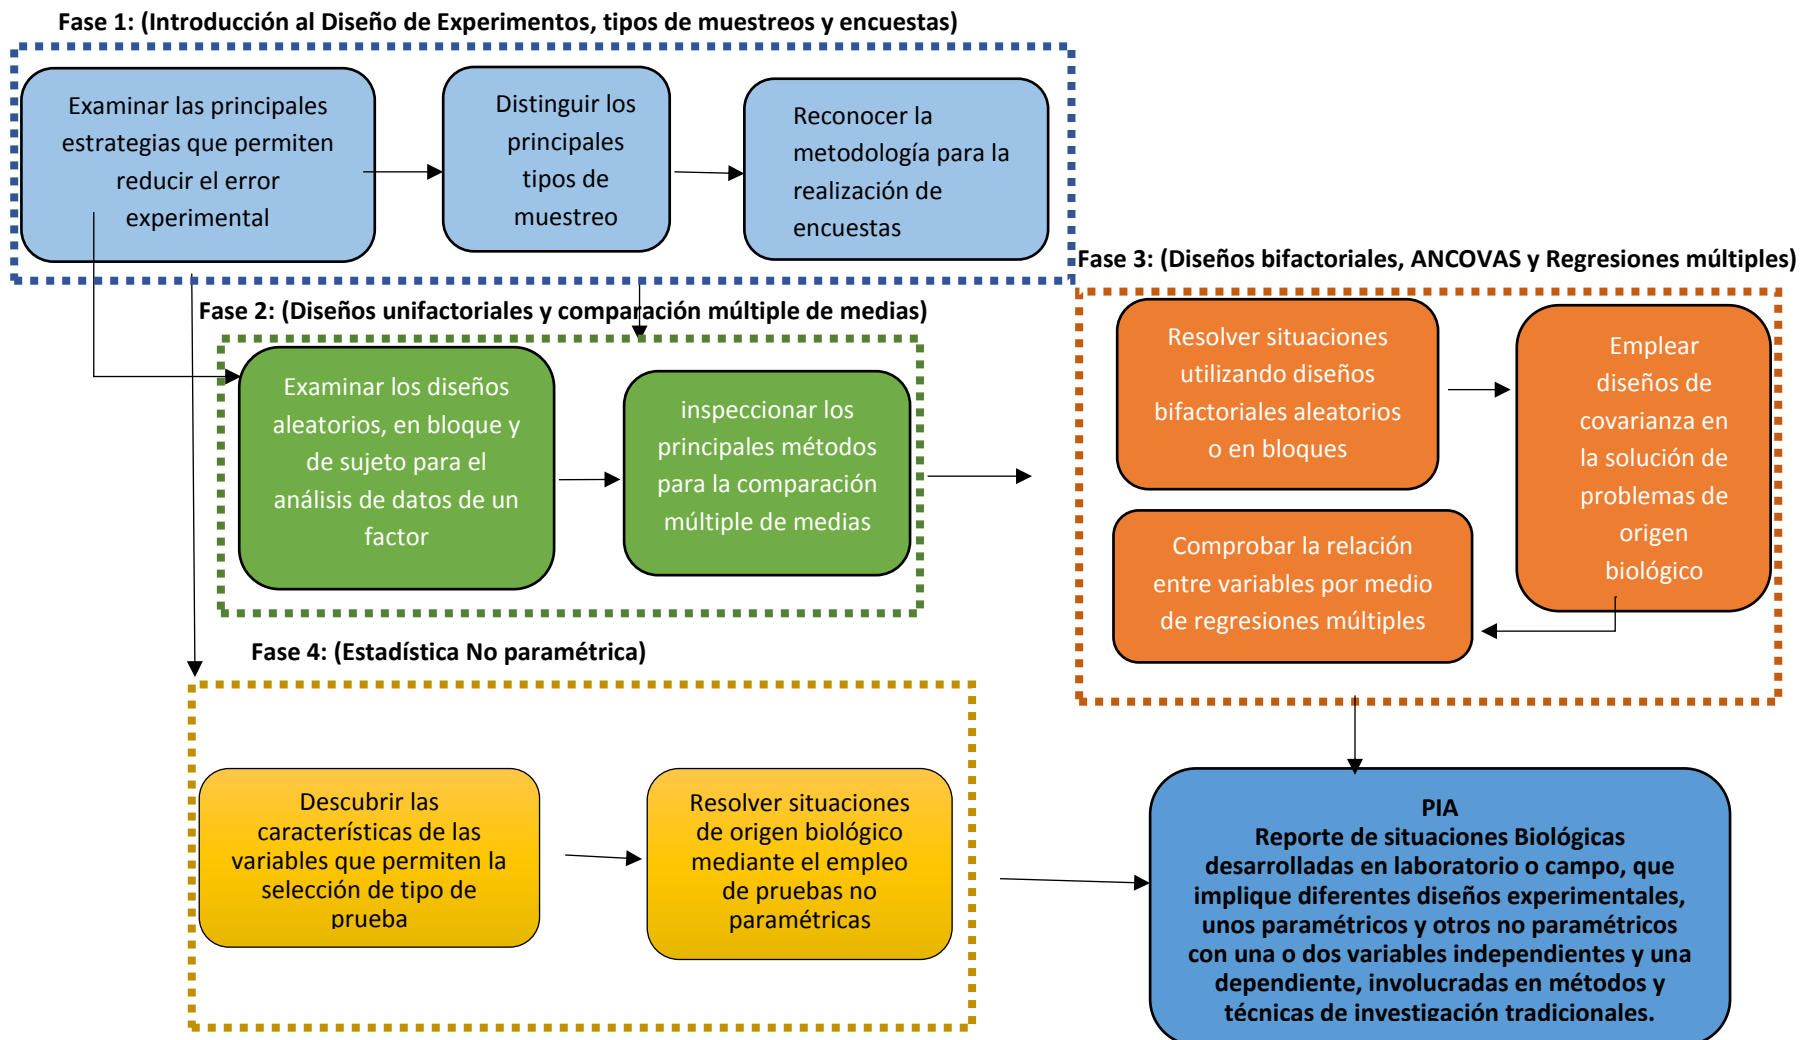 Fase 1: (Introducción al Diseño de Experimentos, tipos de muestreos y encuestas)
Examinar las principales
estrategias que permiten
reducir el error
experimental
Distinguir los
principales
tipos de
muestreo
Reconocer la
metodología para la
realización de
encuestas
Fase 2: (Diseños unifactoriales y comparación múltiple de medias)
Examinar los diseños
aleatorios, en bloque y
de sujeto para el
análisis de datos de un
factor
inspeccionar los
principales métodos
para la comparación
múltiple de medias
Fase 3: (Diseños bifactoriales, ANCOVAS y Regresiones múltiples)
Resolver situaciones
utilizando diseños
bifactoriales aleatorios
o en bloques
Emplear
diseños de
covarianza en
la solución de
problemas de
origen
biológico
Comprobar la relación
entre variables por medio
de regresiones múltiples
Fase 4: (Estadística No paramétrica)
Descubrir las
características de las
variables que permiten la
selección de tipo de
prueba
Resolver situaciones
de origen biológico
mediante el empleo
de pruebas no
paramétricas
PIA
Reporte de situaciones Biológicas
desarrolladas en laboratorio o campo, que
implique diferentes diseños experimentales,
unos paramétricos y otros no paramétricos
con una o dos variables independientes y una
dependiente, involucradas en métodos y
técnicas de investigación tradicionales.